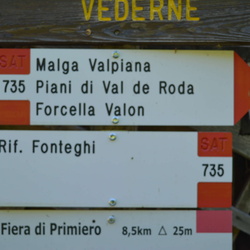 VEDERNE
SAT Malga Valpiana
735 Piani di Val de Roda
Forcella Valon
Rif. Fonteghi SAT
735
Fiera di Primiero 8,5km △ 25m